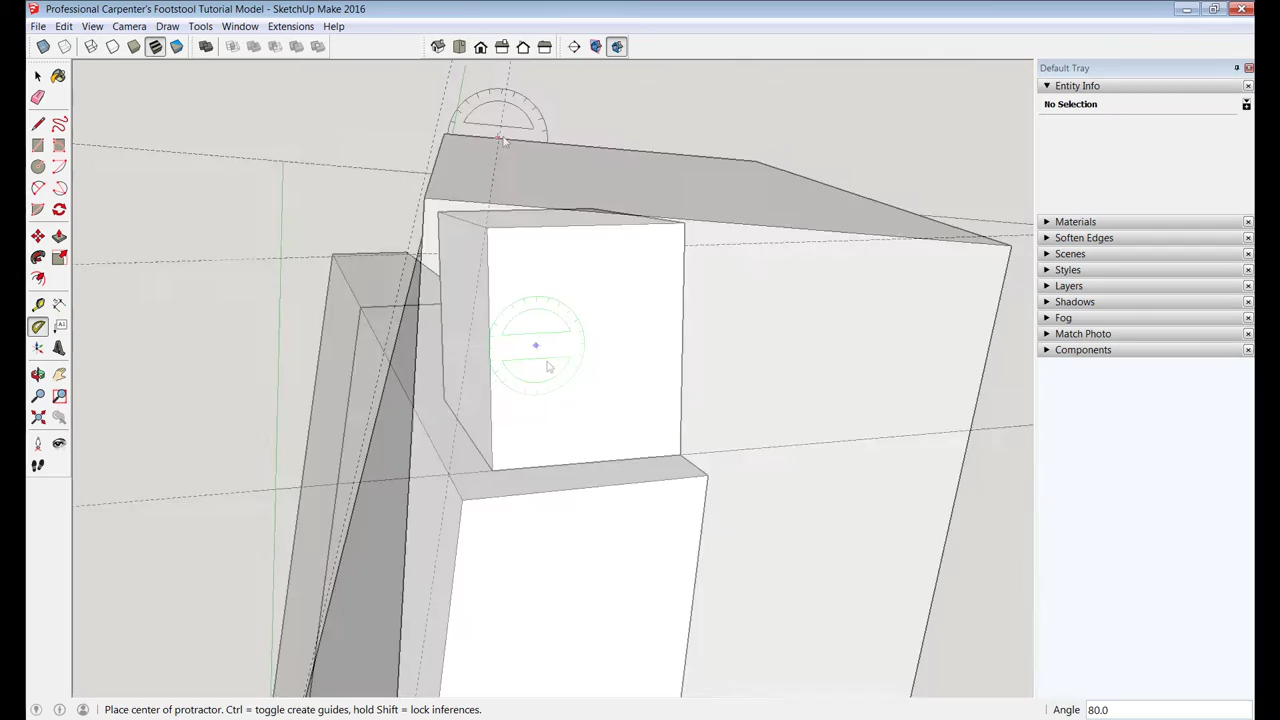 Professional Carpenter's Footstool Tutorial Model - SketchUp Make 2016
File Edit View Camera Draw Tools Window Extensions Help
Default Tray
Entity Info
No Selection
Materials
Soften Edges
Scenes
Styles
Layers
Shadows
Fog
Match Photo
Components
Place center of protractor. Ctrl = toggle create guides, hold Shift = lock inferences.
Angle 80.0